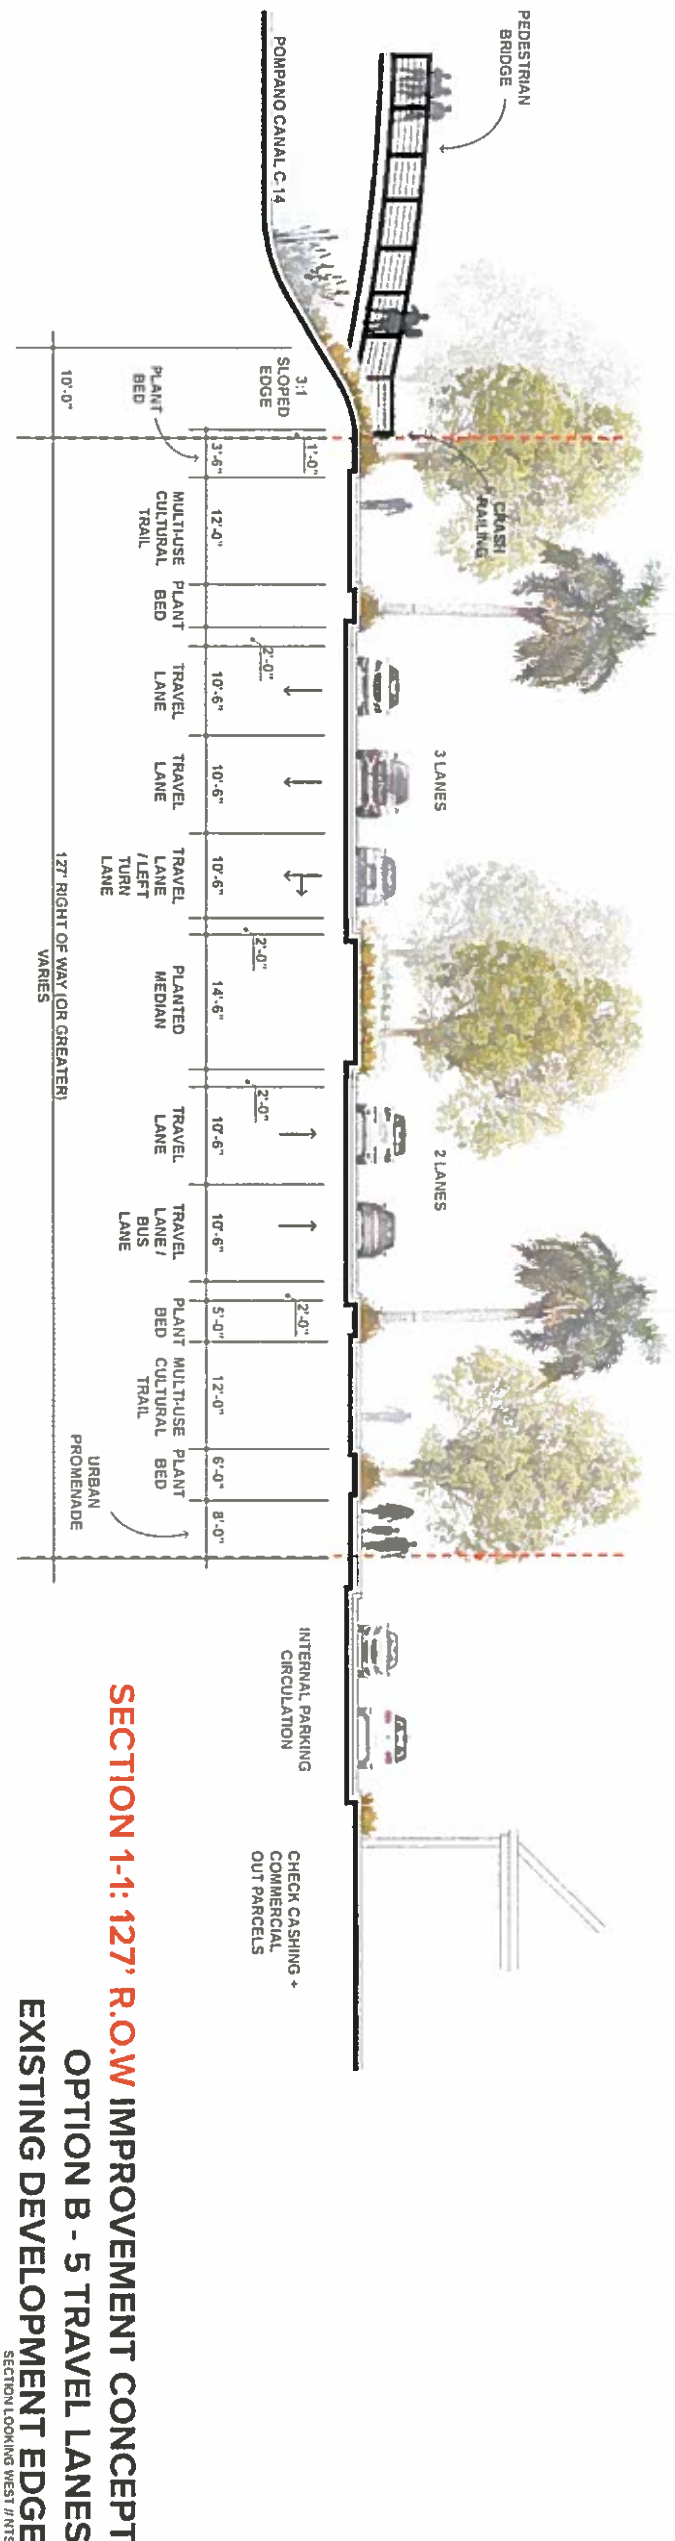 PEDESTRIAN
BRIDGE
POMPANO CANAL C-14
CRASH
RAILING
3 LANES
2 LANES
3:1
SLOPED
EDGE
10'-0"
PLANT
BED
1'-0"
3'-6"
12'-0"
MULTI-USE
CULTURAL
TRAIL
PLANT
BED
2'-0"
10'-6"
TRAVEL
LANE
10'-6"
TRAVEL
LANE
10'-6"
TRAVEL
LANE
/ LEFT
TURN
LANE
2'-0"
14'-6"
PLANTED
MEDIAN
2'-0"
10'-6"
TRAVEL
LANE
10'-6"
TRAVEL
LANE /
BUS
LANE
2'-0"
5'-0"
PLANT
BED
12'-0"
MULTI-USE
CULTURAL
TRAIL
6'-0"
PLANT
BED
8'-0"
URBAN
PROMENADE
127' RIGHT OF WAY (OR GREATER)
VARIES
INTERNAL PARKING
CIRCULATION
CHECK CASHING +
COMMERCIAL
OUT PARCELS
SECTION 1-1: 127' R.O.W IMPROVEMENT CONCEPT
OPTION B - 5 TRAVEL LANES
EXISTING DEVELOPMENT EDGE
SECTION LOOKING WEST // NTS